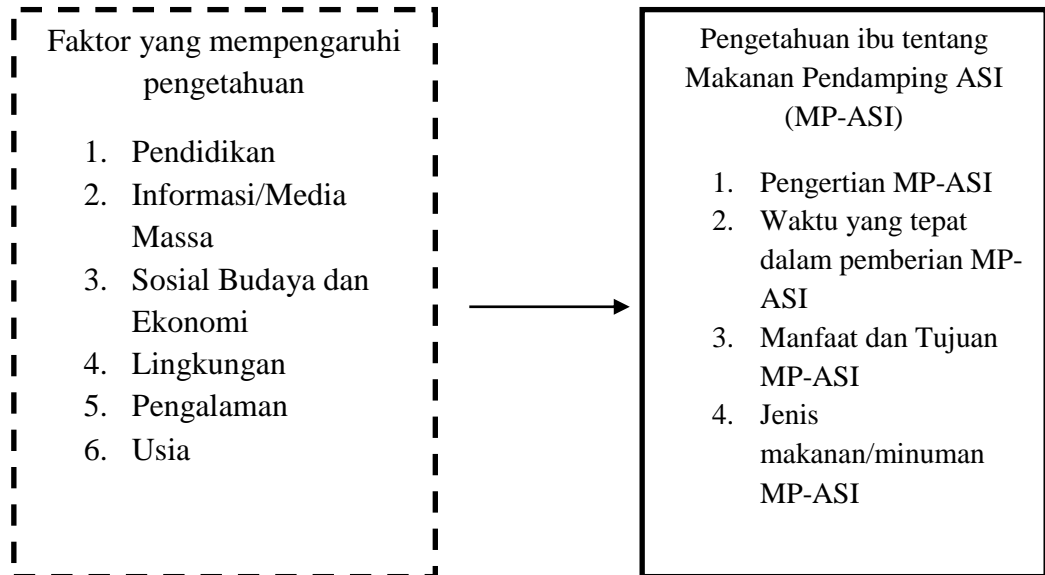 Faktor yang mempengaruhi
pengetahuan
1. Pendidikan
2. Informasi/Media
Massa
3. Sosial Budaya dan
Ekonomi
4. Lingkungan
5. Pengalaman
6. Usia
Pengetahuan ibu tentang
Makanan Pendamping ASI
(MP-ASI)
1. Pengertian MP-ASI
2. Waktu yang tepat
dalam pemberian MP-
ASI
3. Manfaat dan Tujuan
MP-ASI
4. Jenis
makanan/minuman
MP-ASI